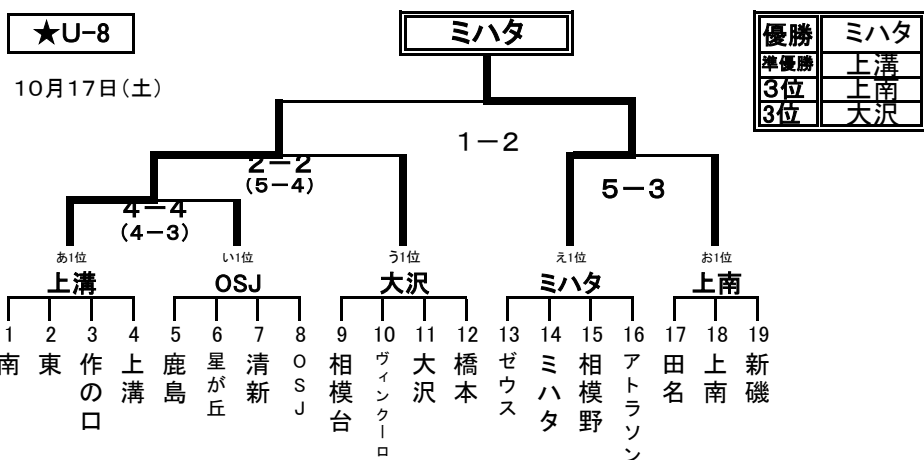 ★U-8
ミハタ
優勝 ミハタ
準優勝 上溝
3位 上南
3位 大沢
10月17日(土)
1-2
2-2
(5-4)
5-3
4-4
(4-3)
あ1位 い1位 う1位 え1位 お1位
上溝 OSJ 大沢 ミハタ 上南
1 2 3 4 5 6 7 8 9 10 11 12 13 14 15 16 17 18 19
南
東
作の口
上溝
鹿島
星が丘
清新
OSJ
相模台
ヴィンクーロ
大沢
橋本
ゼウス
ミハタ
相模野
アトラソン
田名
上南
新磯